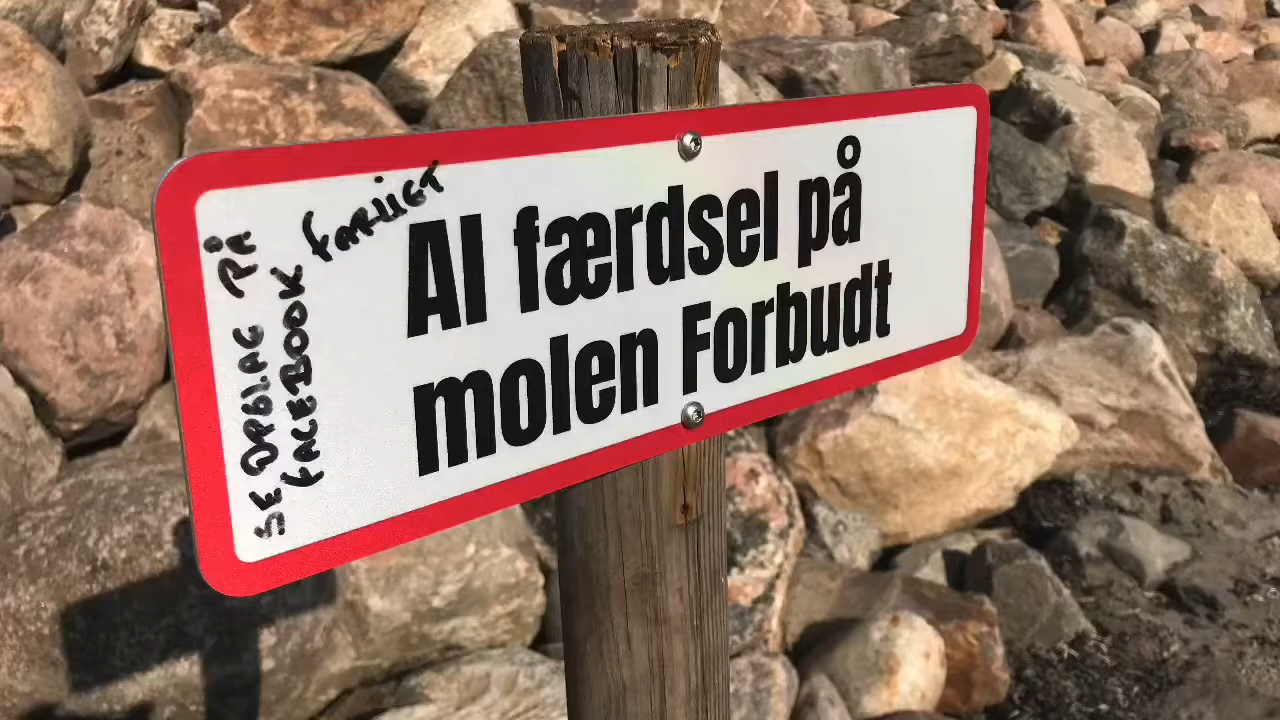 Al færdsel på
molen Forbudt
FARLIGT
SE OPSLAG PÅ
FACEBOOK